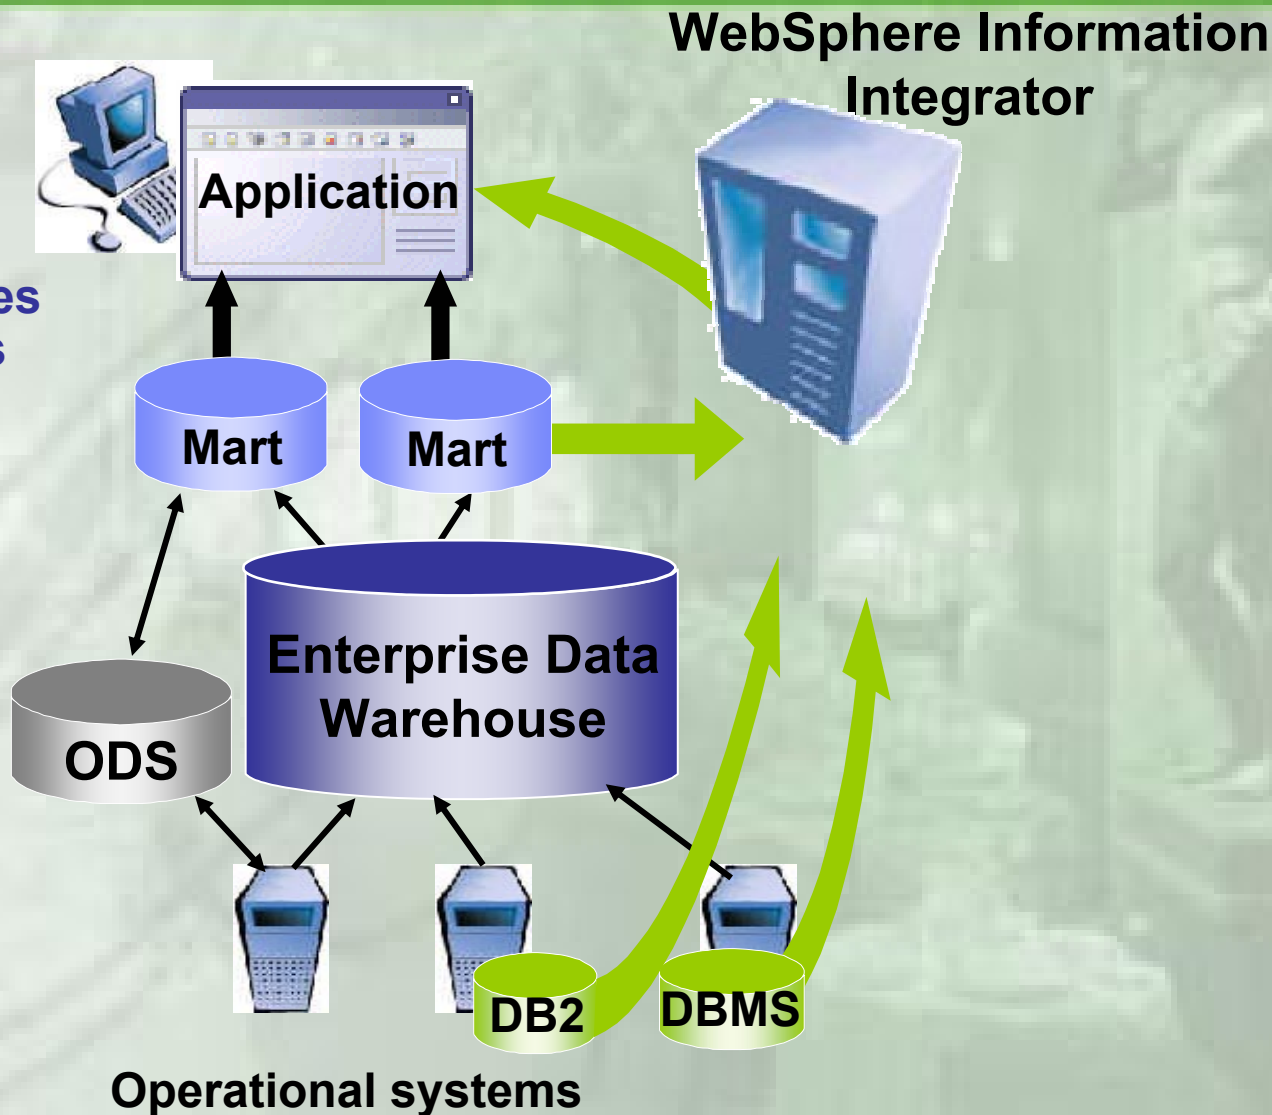 WebSphere Information
Integrator
Application
Mart
Mart
Enterprise Data
Warehouse
ODS
DB2
DBMS
Operational systems